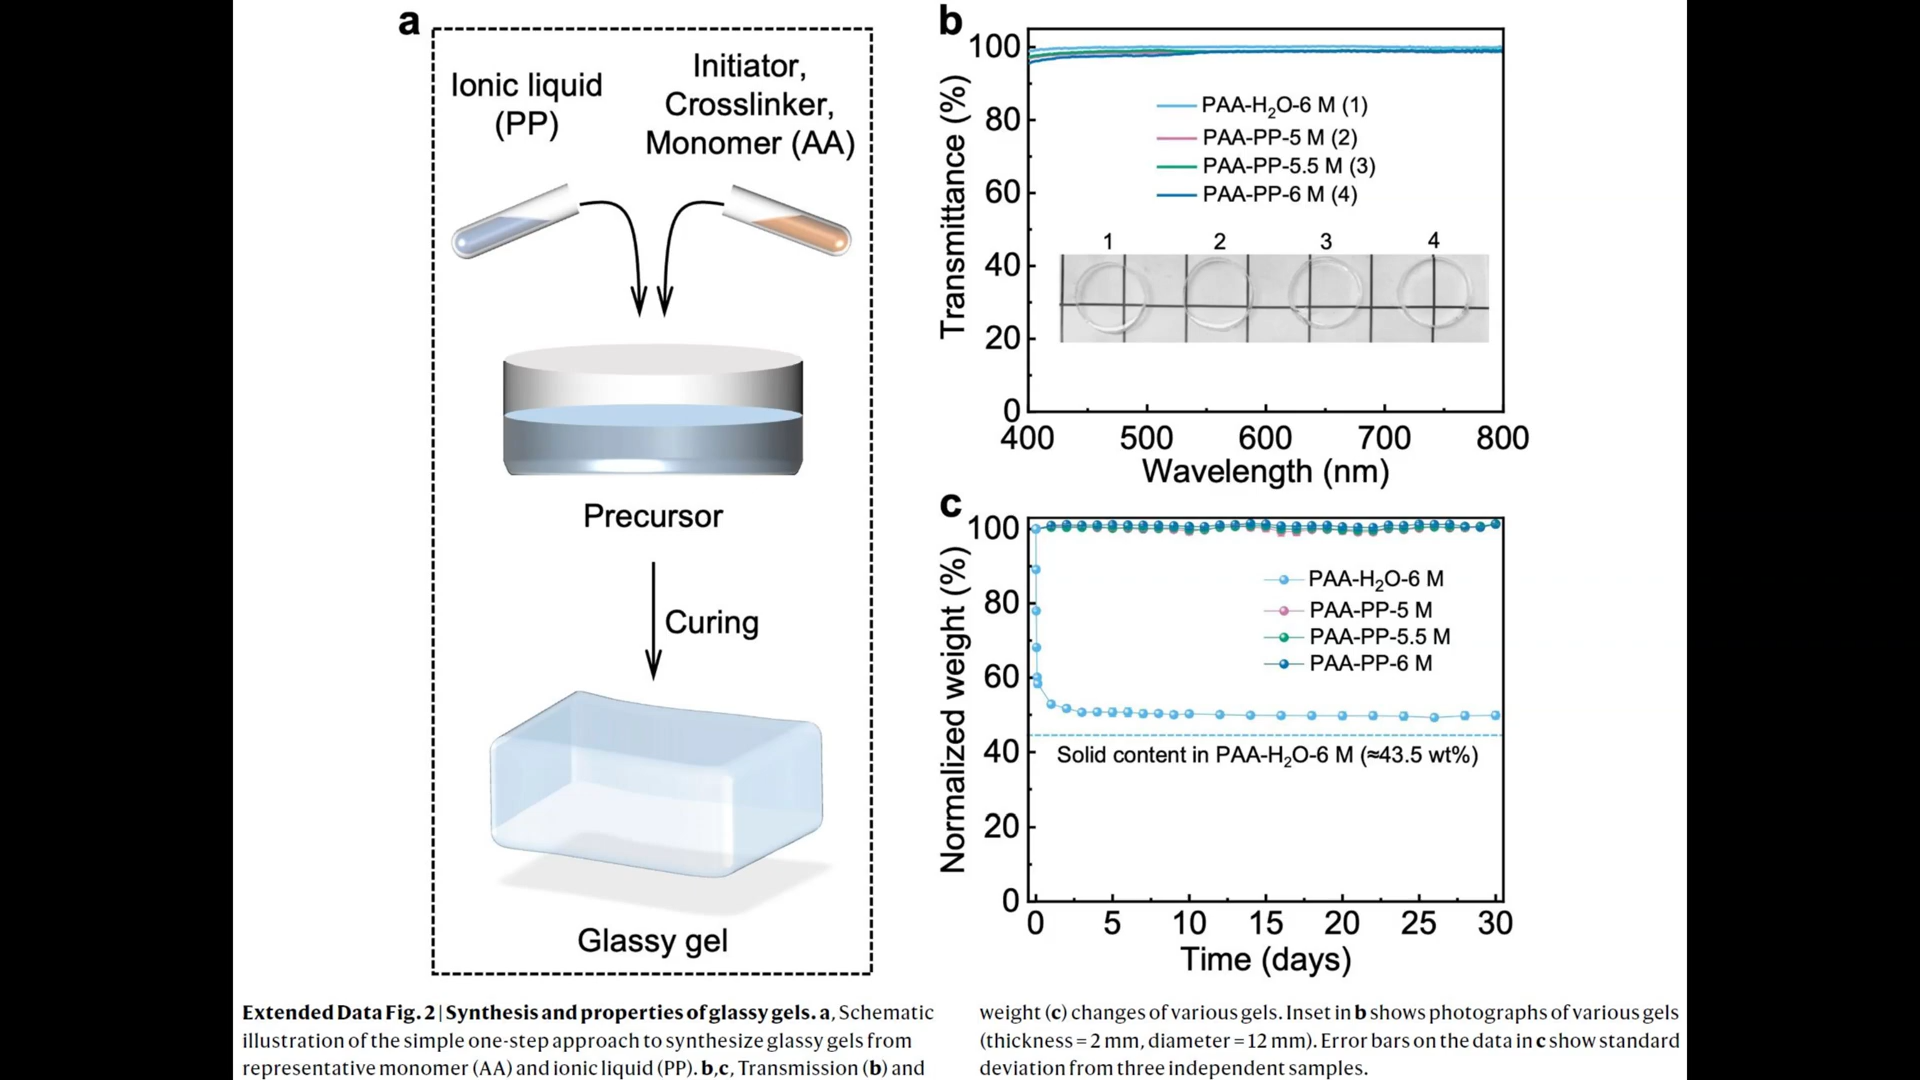 a
Ionic liquid
(PP)
Initiator,
Crosslinker,
Monomer (AA)
Precursor
Curing
Glassy gel
b
Transmittance (%)
100
80
60
40
20
0
PAA-H₂O-6 M (1)
PAA-PP-5 M (2)
PAA-PP-5.5 M (3)
PAA-PP-6 M (4)
1 2 3 4
400 500 600 700 800
Wavelength (nm)
c
Normalized weight (%)
100
80
60
40
20
0
PAA-H₂O-6 M
PAA-PP-5 M
PAA-PP-5.5 M
PAA-PP-6 M
Solid content in PAA-H₂O-6 M (≈43.5 wt%)
0 5 10 15 20 25 30
Time (days)
Extended Data Fig. 2 | Synthesis and properties of glassy gels. a, Schematic
illustration of the simple one-step approach to synthesize glassy gels from
representative monomer (AA) and ionic liquid (PP). b,c, Transmission (b) and
weight (c) changes of various gels. Inset in b shows photographs of various gels
(thickness = 2 mm, diameter = 12 mm). Error bars on the data in c show standard
deviation from three independent samples.